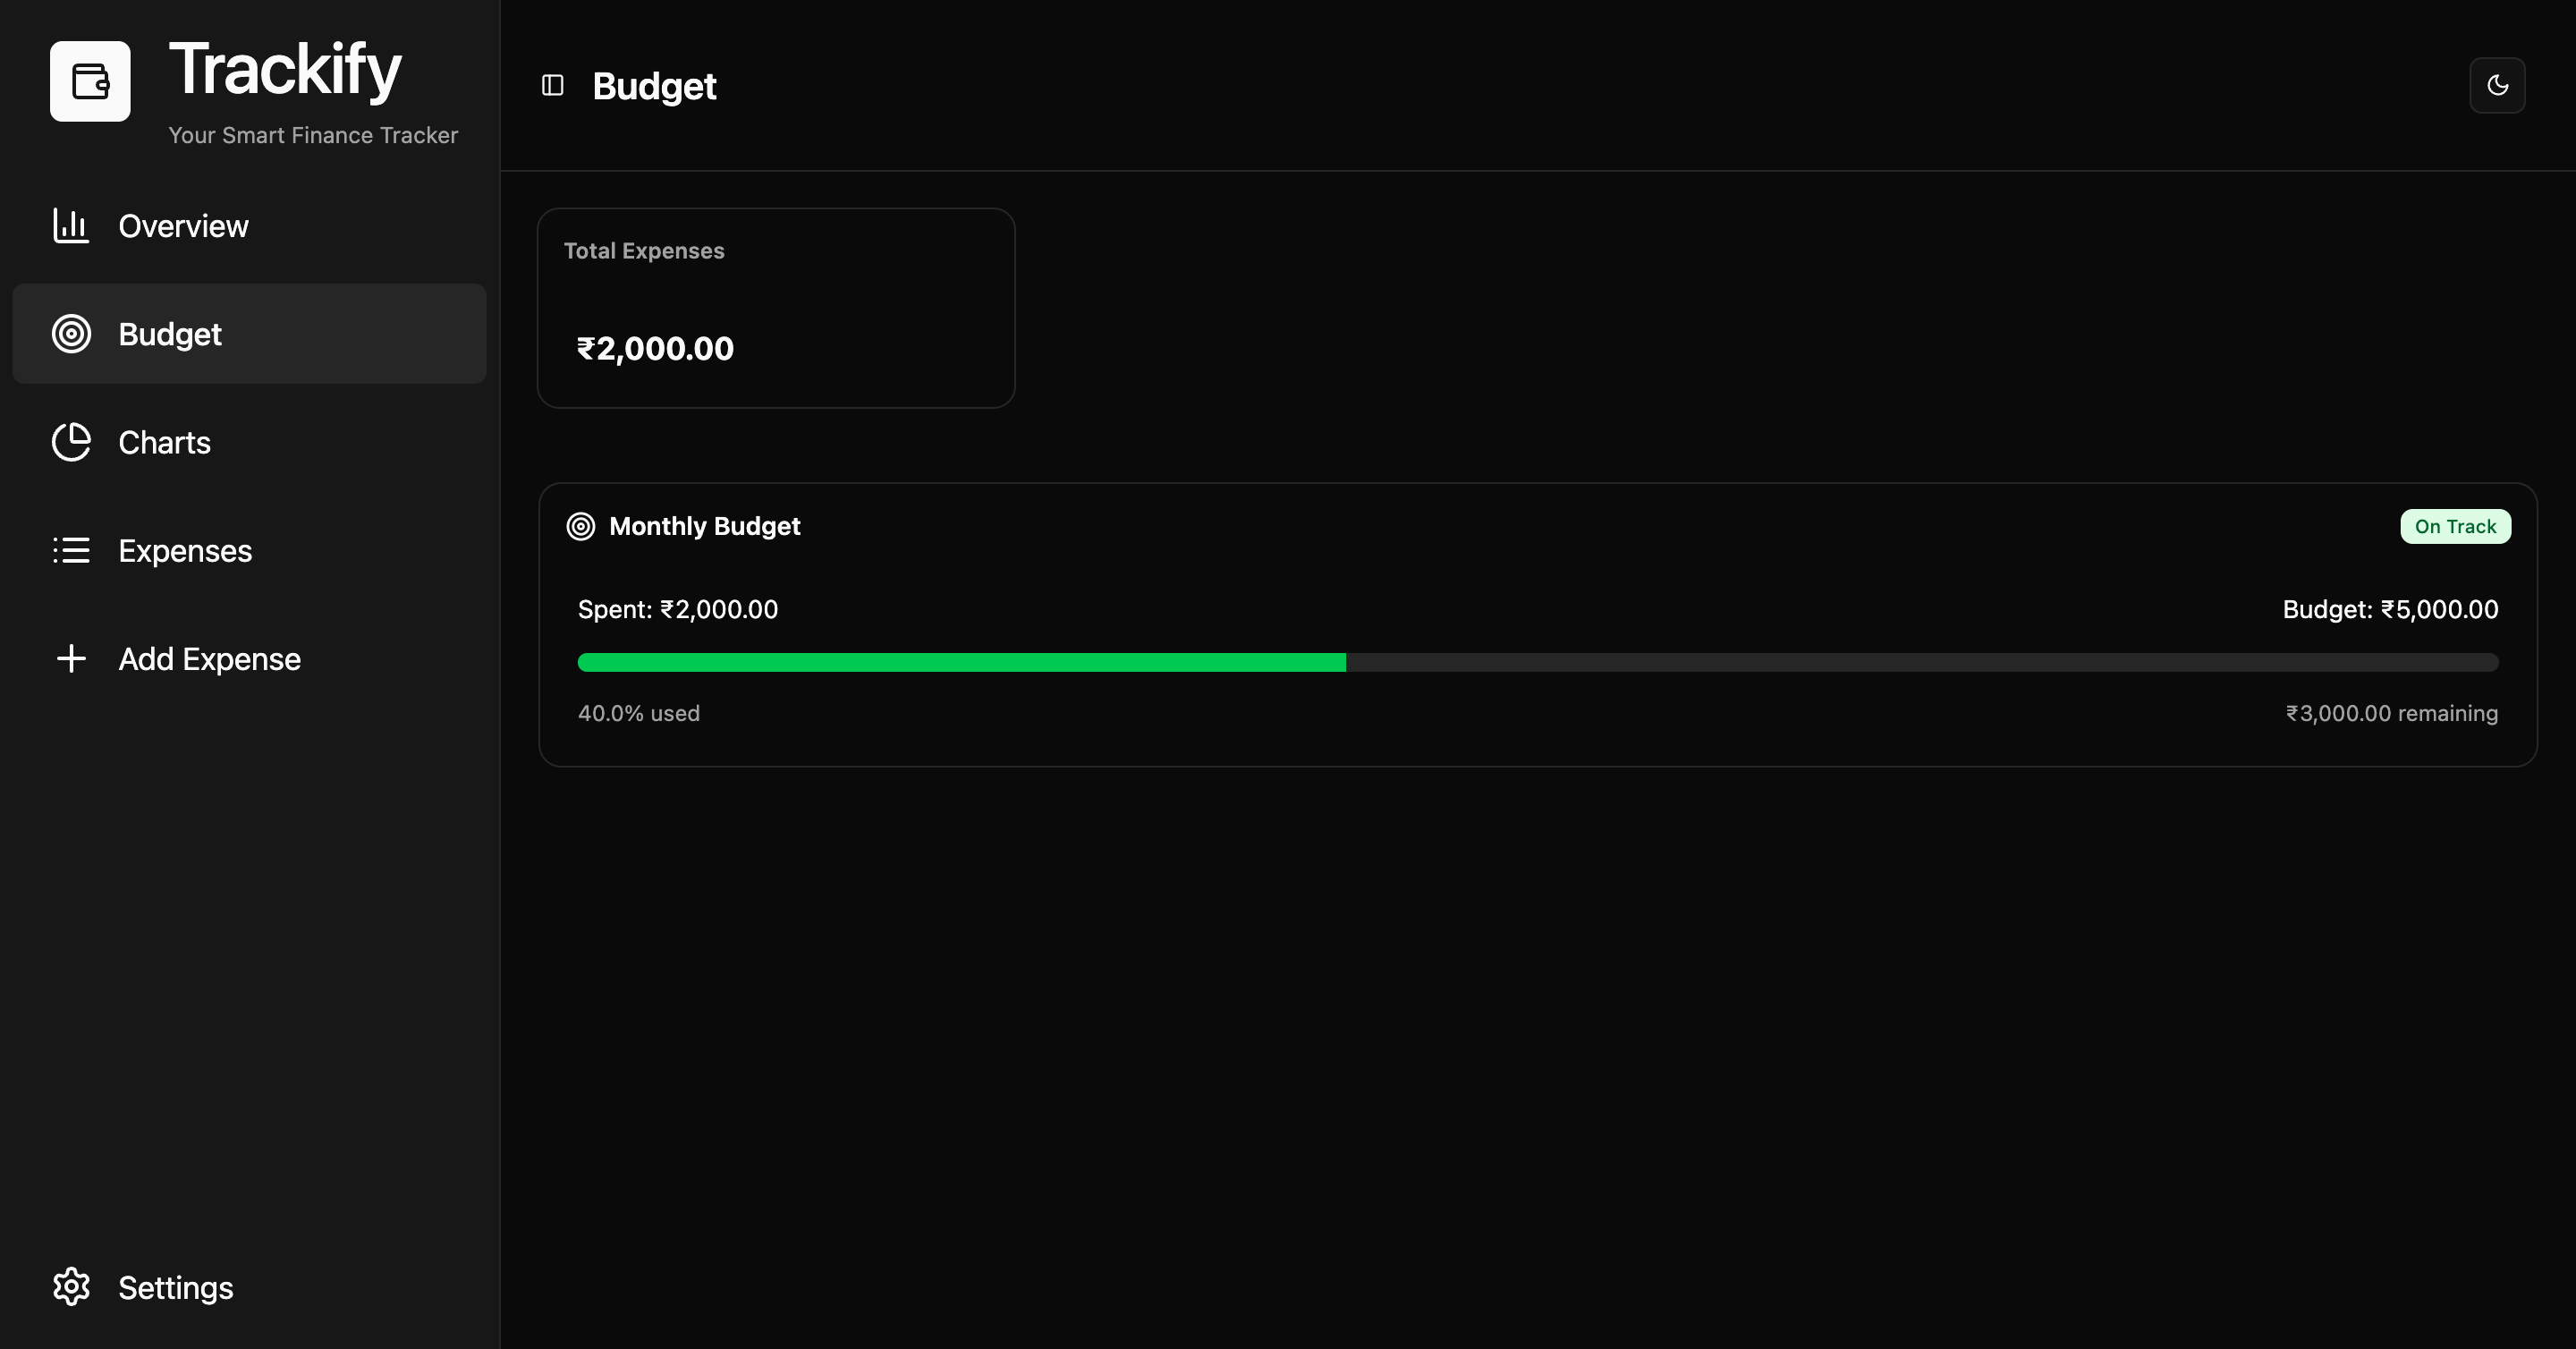 Trackify
Your Smart Finance Tracker
Overview
Budget
Charts
Expenses
Add Expense
Settings
Budget
Total Expenses
₹2,000.00
Monthly Budget
On Track
Spent: ₹2,000.00
Budget: ₹5,000.00
40.0% used
₹3,000.00 remaining